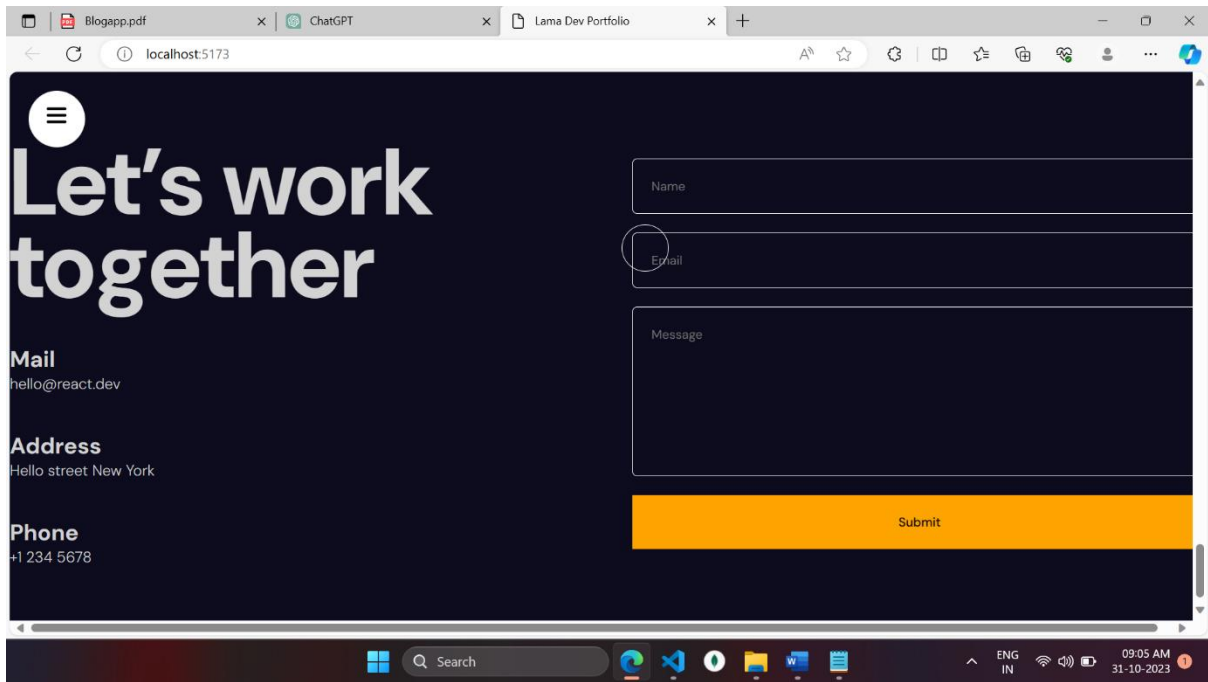 Blogapp.pdf
ChatGPT
Lama Dev Portfolio
localhost:5173
Let’s work
together
Mail
hello@react.dev
Address
Hello street New York
Phone
+1 234 5678
Name
Email
Message
Submit
Search
ENG
IN
09:05 AM
31-10-2023
1